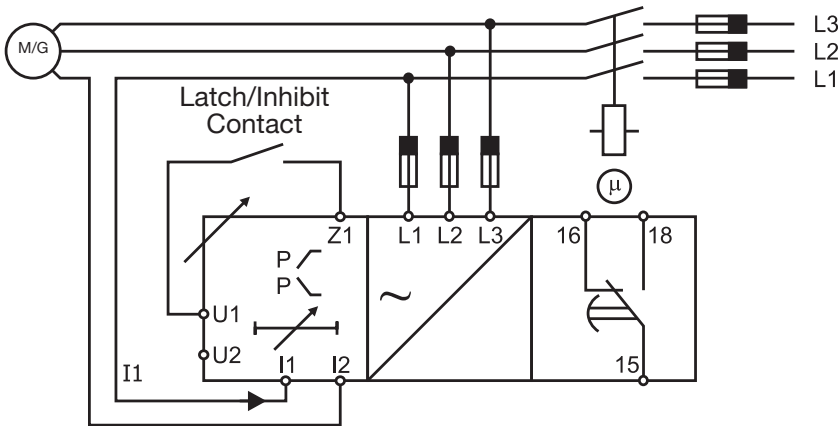 L3
M/G
L2
L1
Latch/Inhibit
Contact
μ
Z1
L1
L2
L3
16
18
P
P
~
U1
U2
I1
I1
I2
15